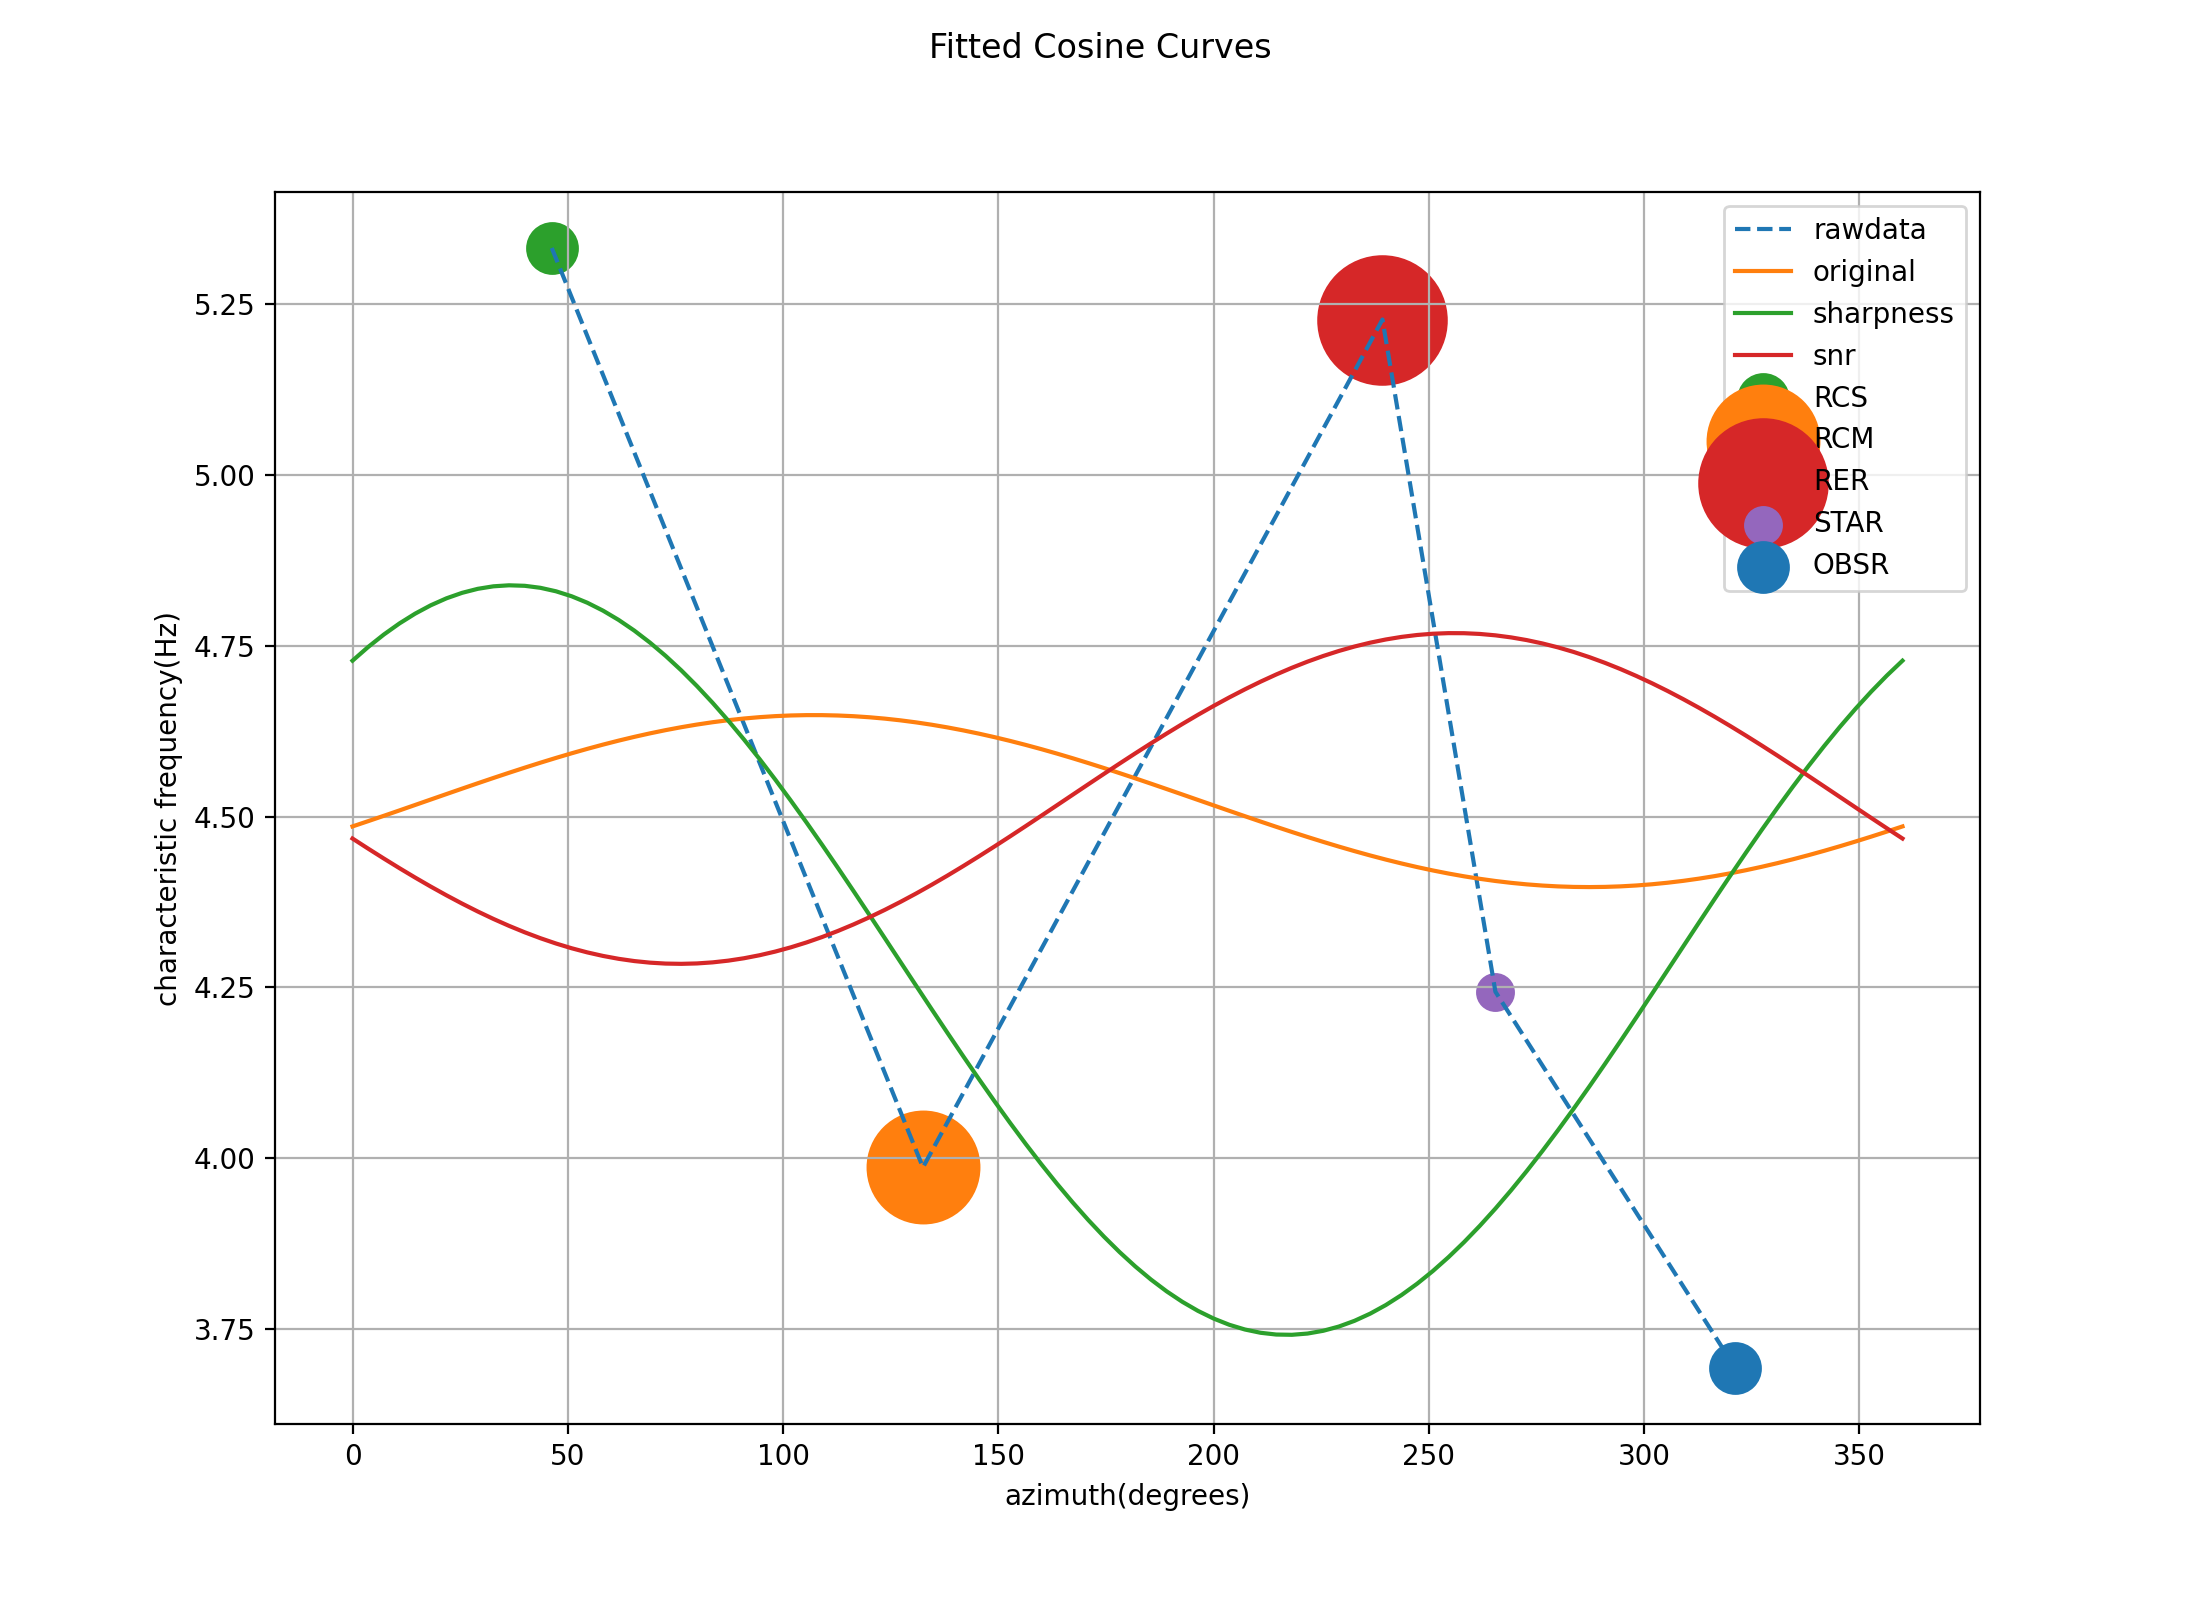 Fitted Cosine Curves
rawdata
original
sharpness
snr
RCS
RCM
RER
STAR
OBSR
characteristic frequency(Hz)
5.25
5.00
4.75
4.50
4.25
4.00
3.75
0 50 100 150 200 250 300 350
azimuth(degrees)